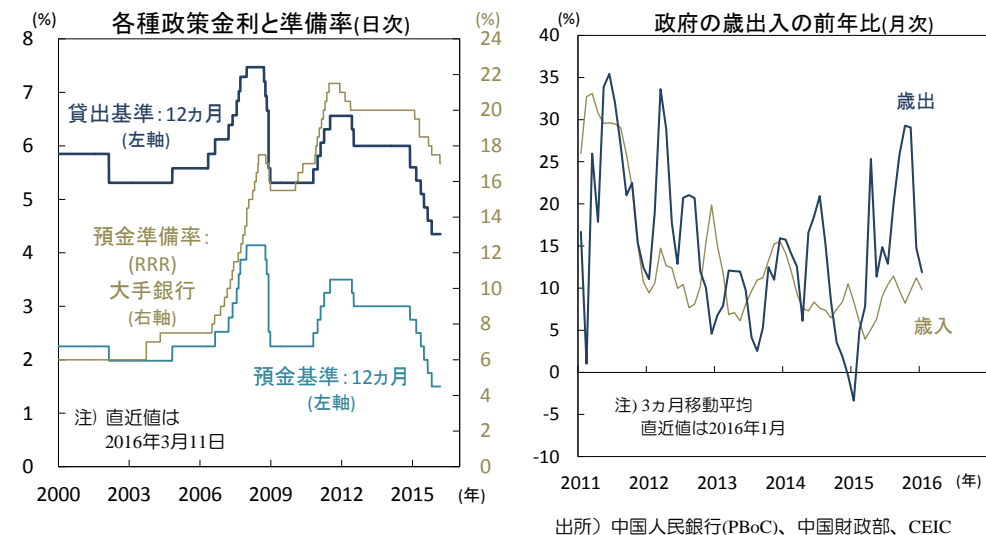 各種政策金利と準備率(日次)
(%)
(%)
8
7
6
5
4
3
2
1
0
24
22
20
18
16
14
12
10
8
6
4
2
0
貸出基準：12ヵ月
(左軸)
預金準備率：
(RRR)
大手銀行
(右軸)
預金基準：12ヵ月
(左軸)
注) 直近値は
2016年3月11日
2000
2003
2006
2009
2012
2015
(年)
政府の歳出入の前年比(月次)
(%)
40
35
30
25
20
15
10
5
0
-5
-10
歳出
歳入
注) 3ヵ月移動平均
直近値は2016年1月
2011
2012
2013
2014
2015
2016
(年)
出所）中国人民銀行(PBoC)、中国財政部、CEIC